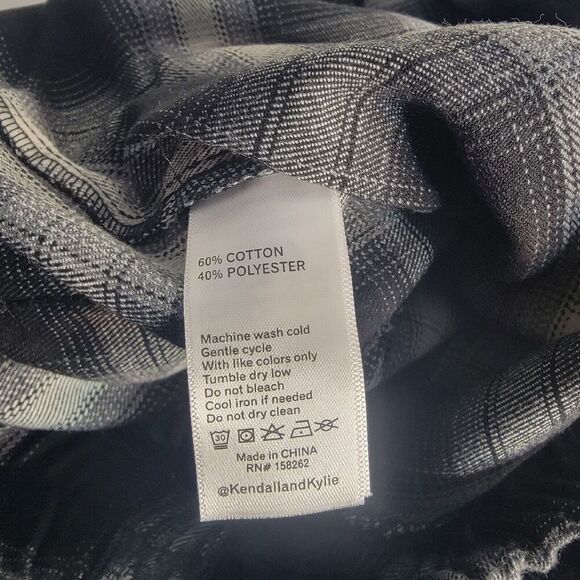 60% COTTON
40% POLYESTER
Machine wash cold
Gentle cycle
With like colors only
Tumble dry low
Do not bleach
Cool iron if needed
Do not dry clean
30
Made in CHINA
RN# 158262
@KendallandKylie